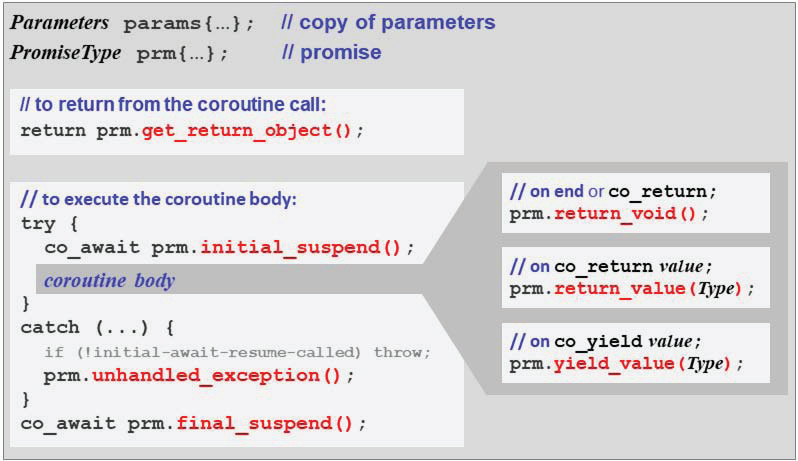 Parameters params{…};  // copy of parameters
PromiseType prm{…};  // promise
// to return from the coroutine call:
return prm.get_return_object();
// to execute the coroutine body:
try {
  co_await prm.initial_suspend();
  coroutine body
}
catch (...) {
  if (!initial-await-resume-called) throw;
  prm.unhandled_exception();
}
co_await prm.final_suspend();
// on end or co_return;
prm.return_void();
// on co_return value;
prm.return_value(Type);
// on co_yield value;
prm.yield_value(Type);